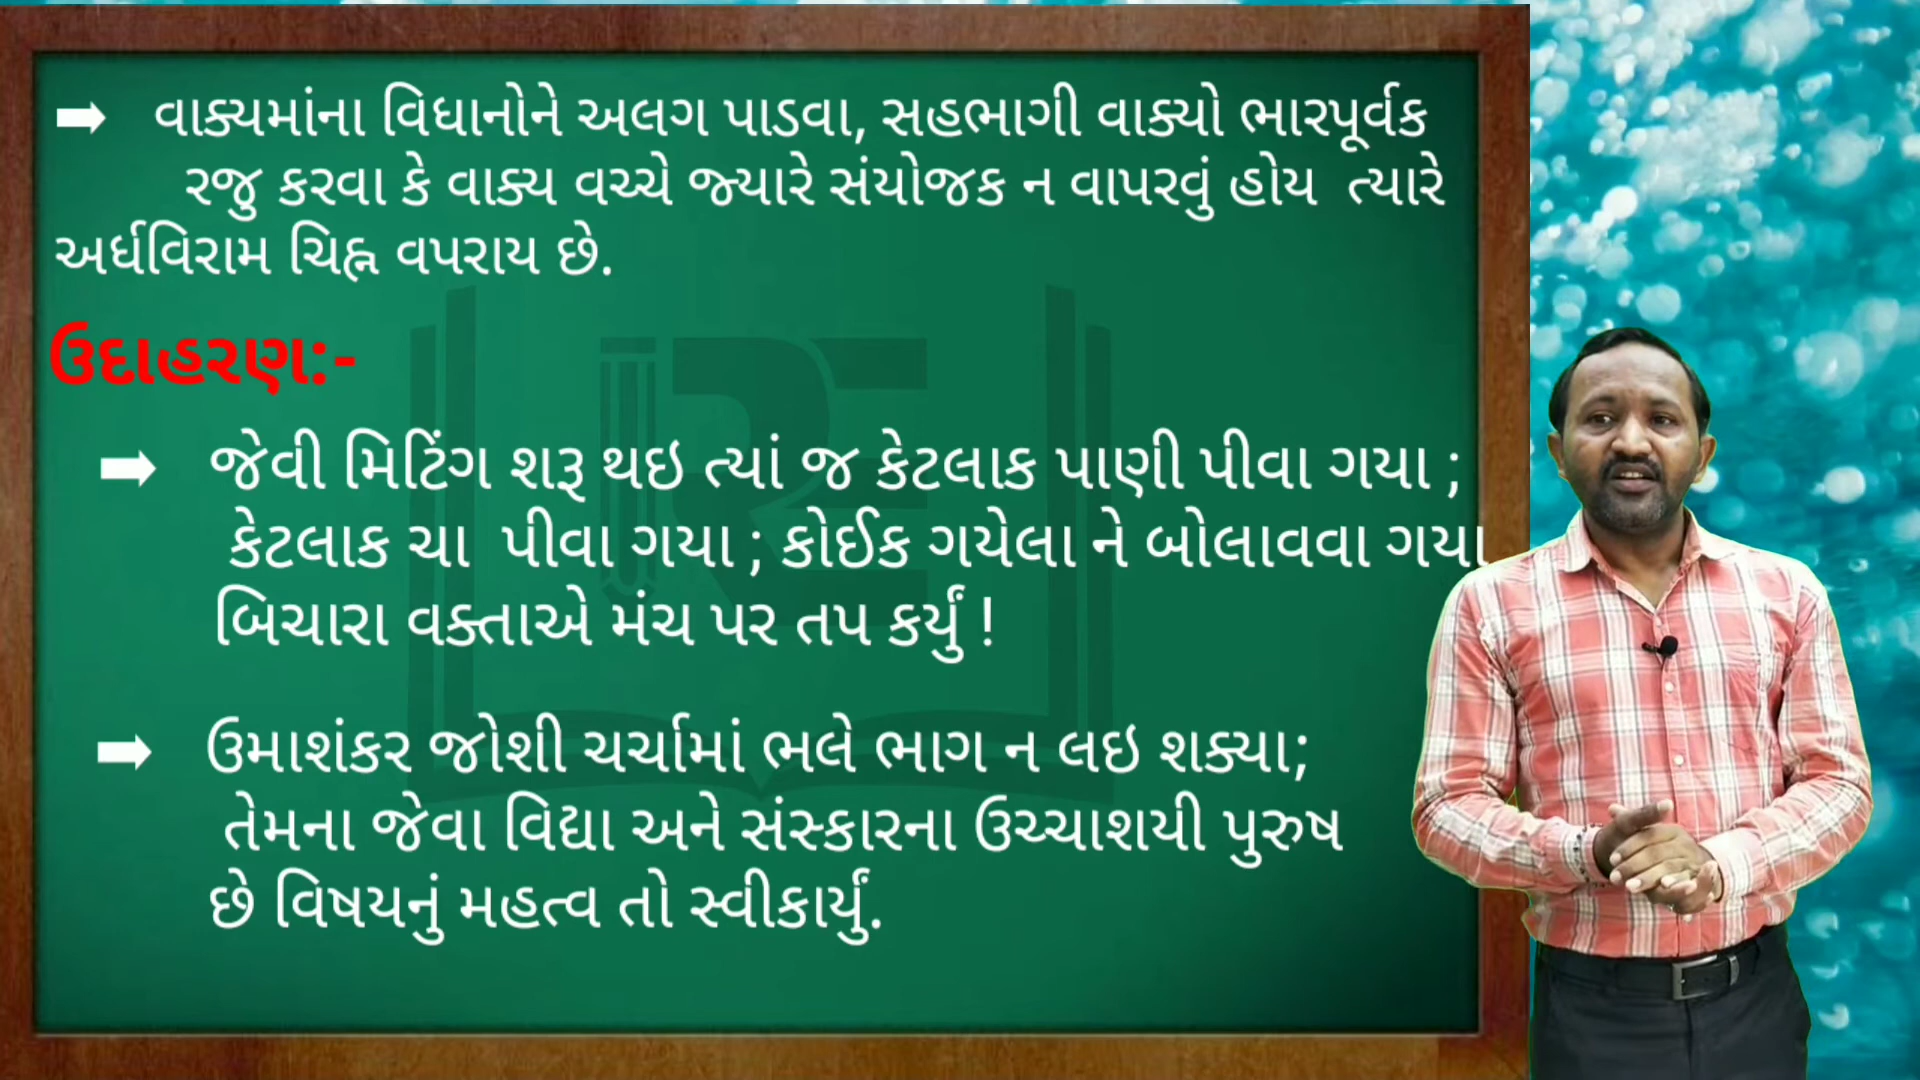 ➡ વાક્યમાંના વિધાનોને અલગ પાડવા, સહભાગી વાક્યો ભારપૂર્વક
રજુ કરવા કે વાક્ય વચ્ચે જ્યારે સંયોજક ન વાપરવું હોય ત્યારે
અર્ધવિરામ ચિહ્ન વપરાય છે.
ઉદાહરણ:-
➡ જેવી મિટિંગ શરૂ થઇ ત્યાં જ કેટલાક પાણી પીવા ગયા ;
કેટલાક ચા પીવા ગયા ; કોઈક ગયેલા ને બોલાવવા ગયા
બિચારા વક્તાએ મંચ પર તપ કર્યું !
➡ ઉમાશંકર જોશી ચર્ચામાં ભલે ભાગ ન લઇ શક્યા;
તેમના જેવા વિદ્યા અને સંસ્કારના ઉચ્ચાશયી પુરુષ
છે વિષયનું મહત્વ તો સ્વીકાર્યું.